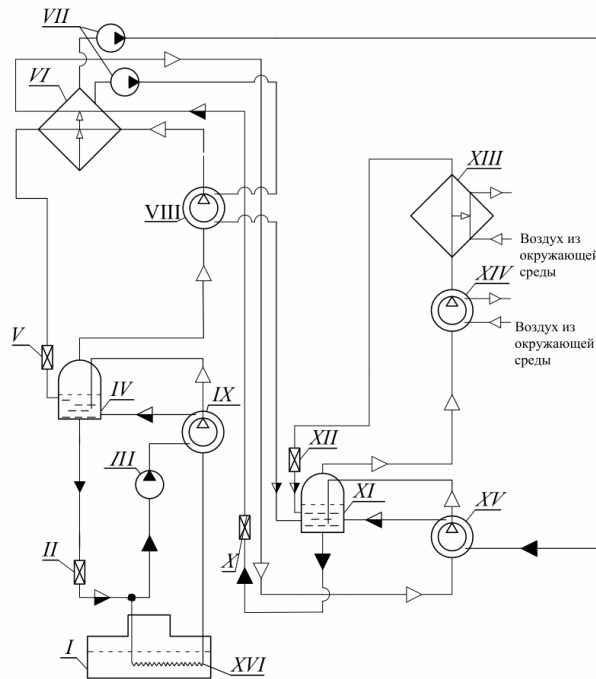 VII
VI
XIII
VIII
Воздух из
окружающей
среды
XIV
Воздух из
окружающей
среды
V
IV
IX
XII
III
XI
XV
II
X
I
XVI